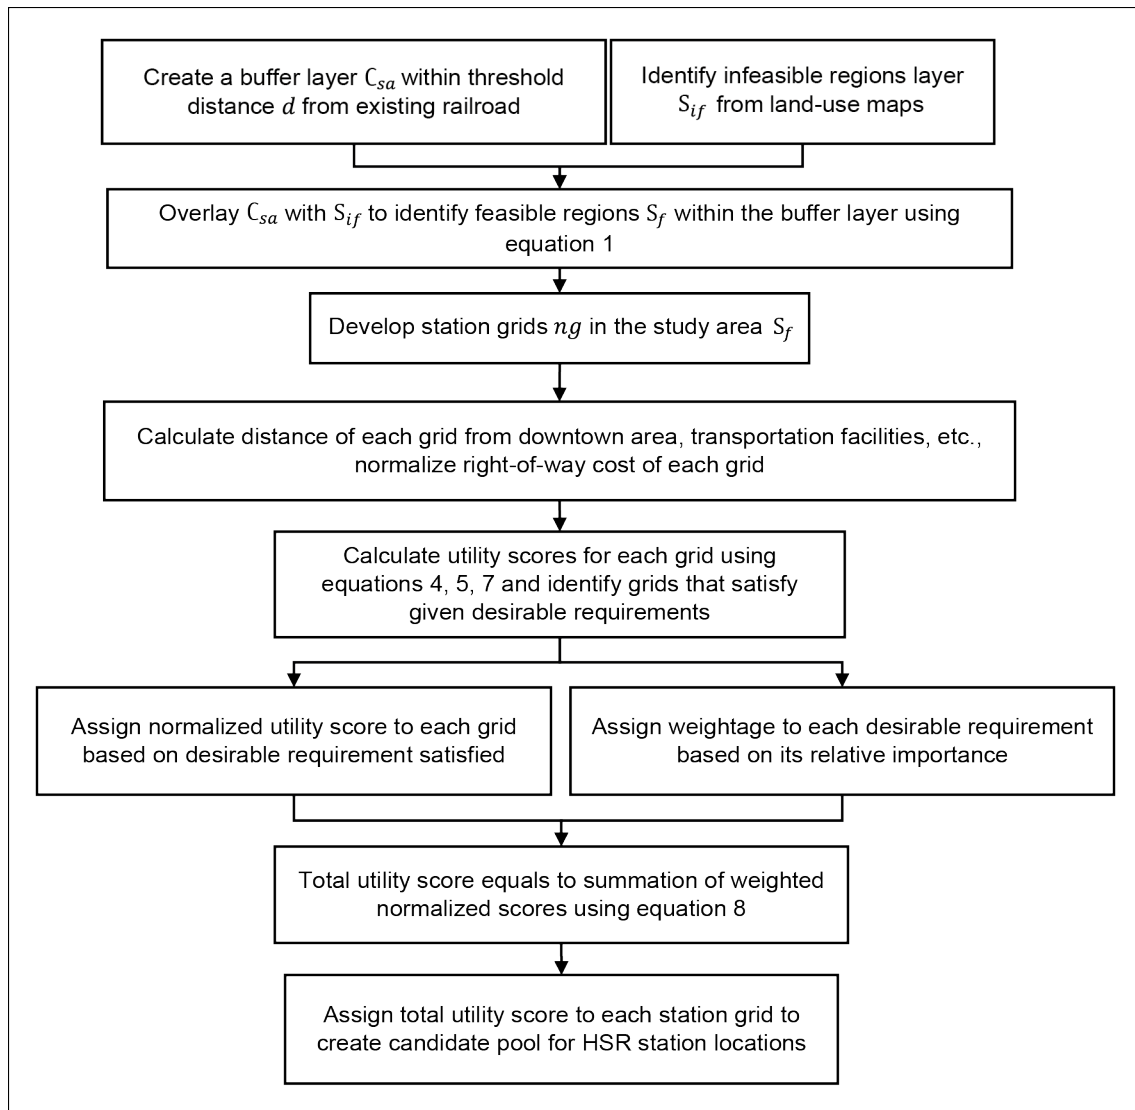 Create a buffer layer C_sa within threshold
distance d from existing railroad
Identify infeasible regions layer
S_if from land-use maps
Overlay C_sa with S_if to identify feasible regions S_f within the buffer layer using
equation 1
Develop station grids ng in the study area S_f
Calculate distance of each grid from downtown area, transportation facilities, etc.,
normalize right-of-way cost of each grid
Calculate utility scores for each grid using
equations 4, 5, 7 and identify grids that satisfy
given desirable requirements
Assign normalized utility score to each grid
based on desirable requirement satisfied
Assign weightage to each desirable requirement
based on its relative importance
Total utility score equals to summation of weighted
normalized scores using equation 8
Assign total utility score to each station grid to
create candidate pool for HSR station locations